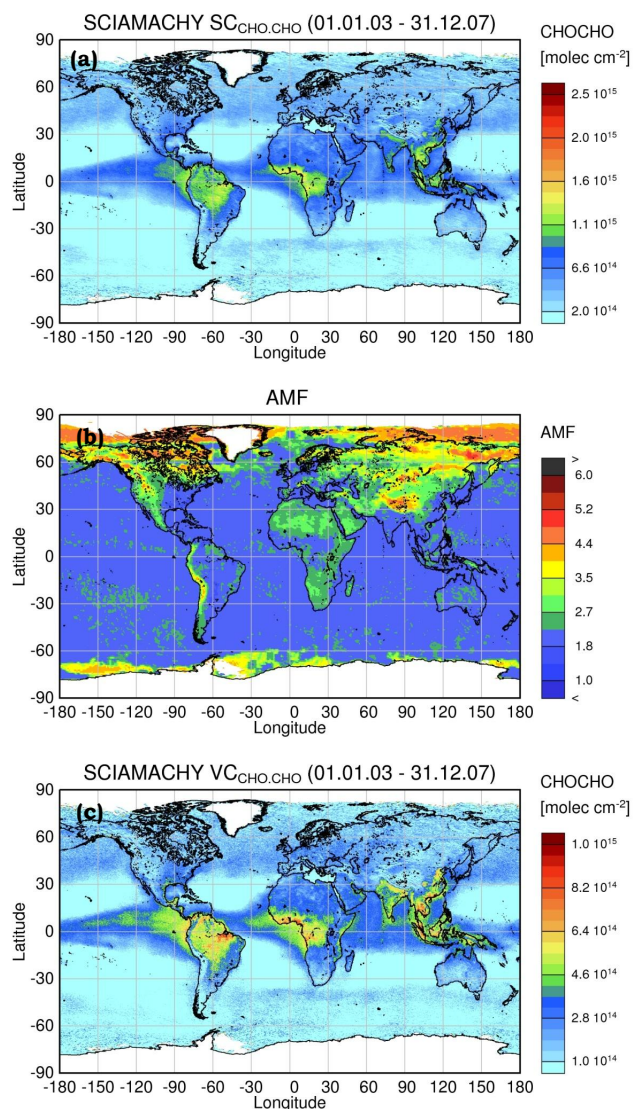 SCIAMACHY SC_CHO.CHO (01.01.03 - 31.12.07)
CHOCHO
[molec cm-2]
(a)
90
60
30
0
-30
-60
-90
Latitude
-180 -150 -120 -90 -60 -30 0 30 60 90 120 150 180
Longitude
2.5 10^15
2.0 10^15
1.6 10^15
1.1 10^15
6.6 10^14
2.0 10^14
AMF
(b)
90
60
30
0
-30
-60
-90
Latitude
-180 -150 -120 -90 -60 -30 0 30 60 90 120 150 180
Longitude
AMF
>
6.0
5.2
4.4
3.5
2.7
1.8
1.0
<
SCIAMACHY VC_CHO.CHO (01.01.03 - 31.12.07)
CHOCHO
[molec cm-2]
(c)
90
60
30
0
-30
-60
-90
Latitude
-180 -150 -120 -90 -60 -30 0 30 60 90 120 150 180
Longitude
1.0 10^15
8.2 10^14
6.4 10^14
4.6 10^14
2.8 10^14
1.0 10^14